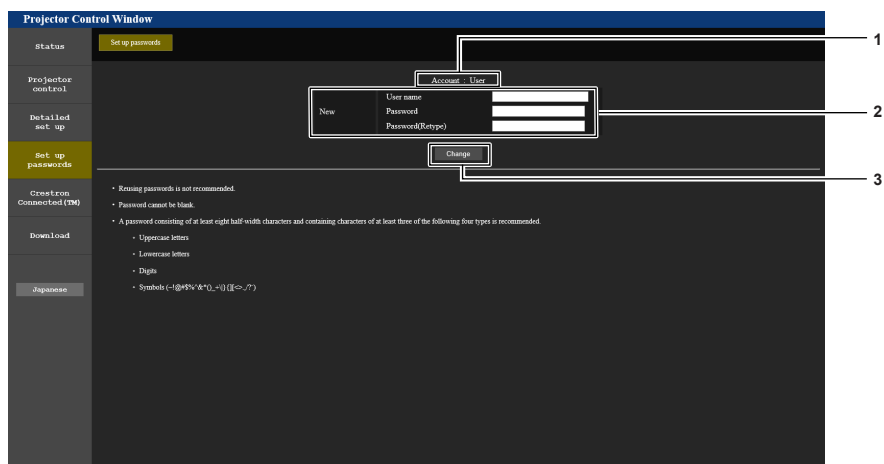 Projector Control Window
Status
Set up passwords
1
Projector
control
Account : User
User name
New
Password
2
Password(Retype)
Detailed
set up
Set up
passwords
Change
3
Crestron
Connected(TM)
• Reusing passwords is not recommended.
• Password cannot be blank.
• A password consisting of at least eight half-width characters and containing characters of at least three of the following four types is recommended.
Download
• Uppercase letters
• Lowercase letters
• Digits
Japanese
• Symbols